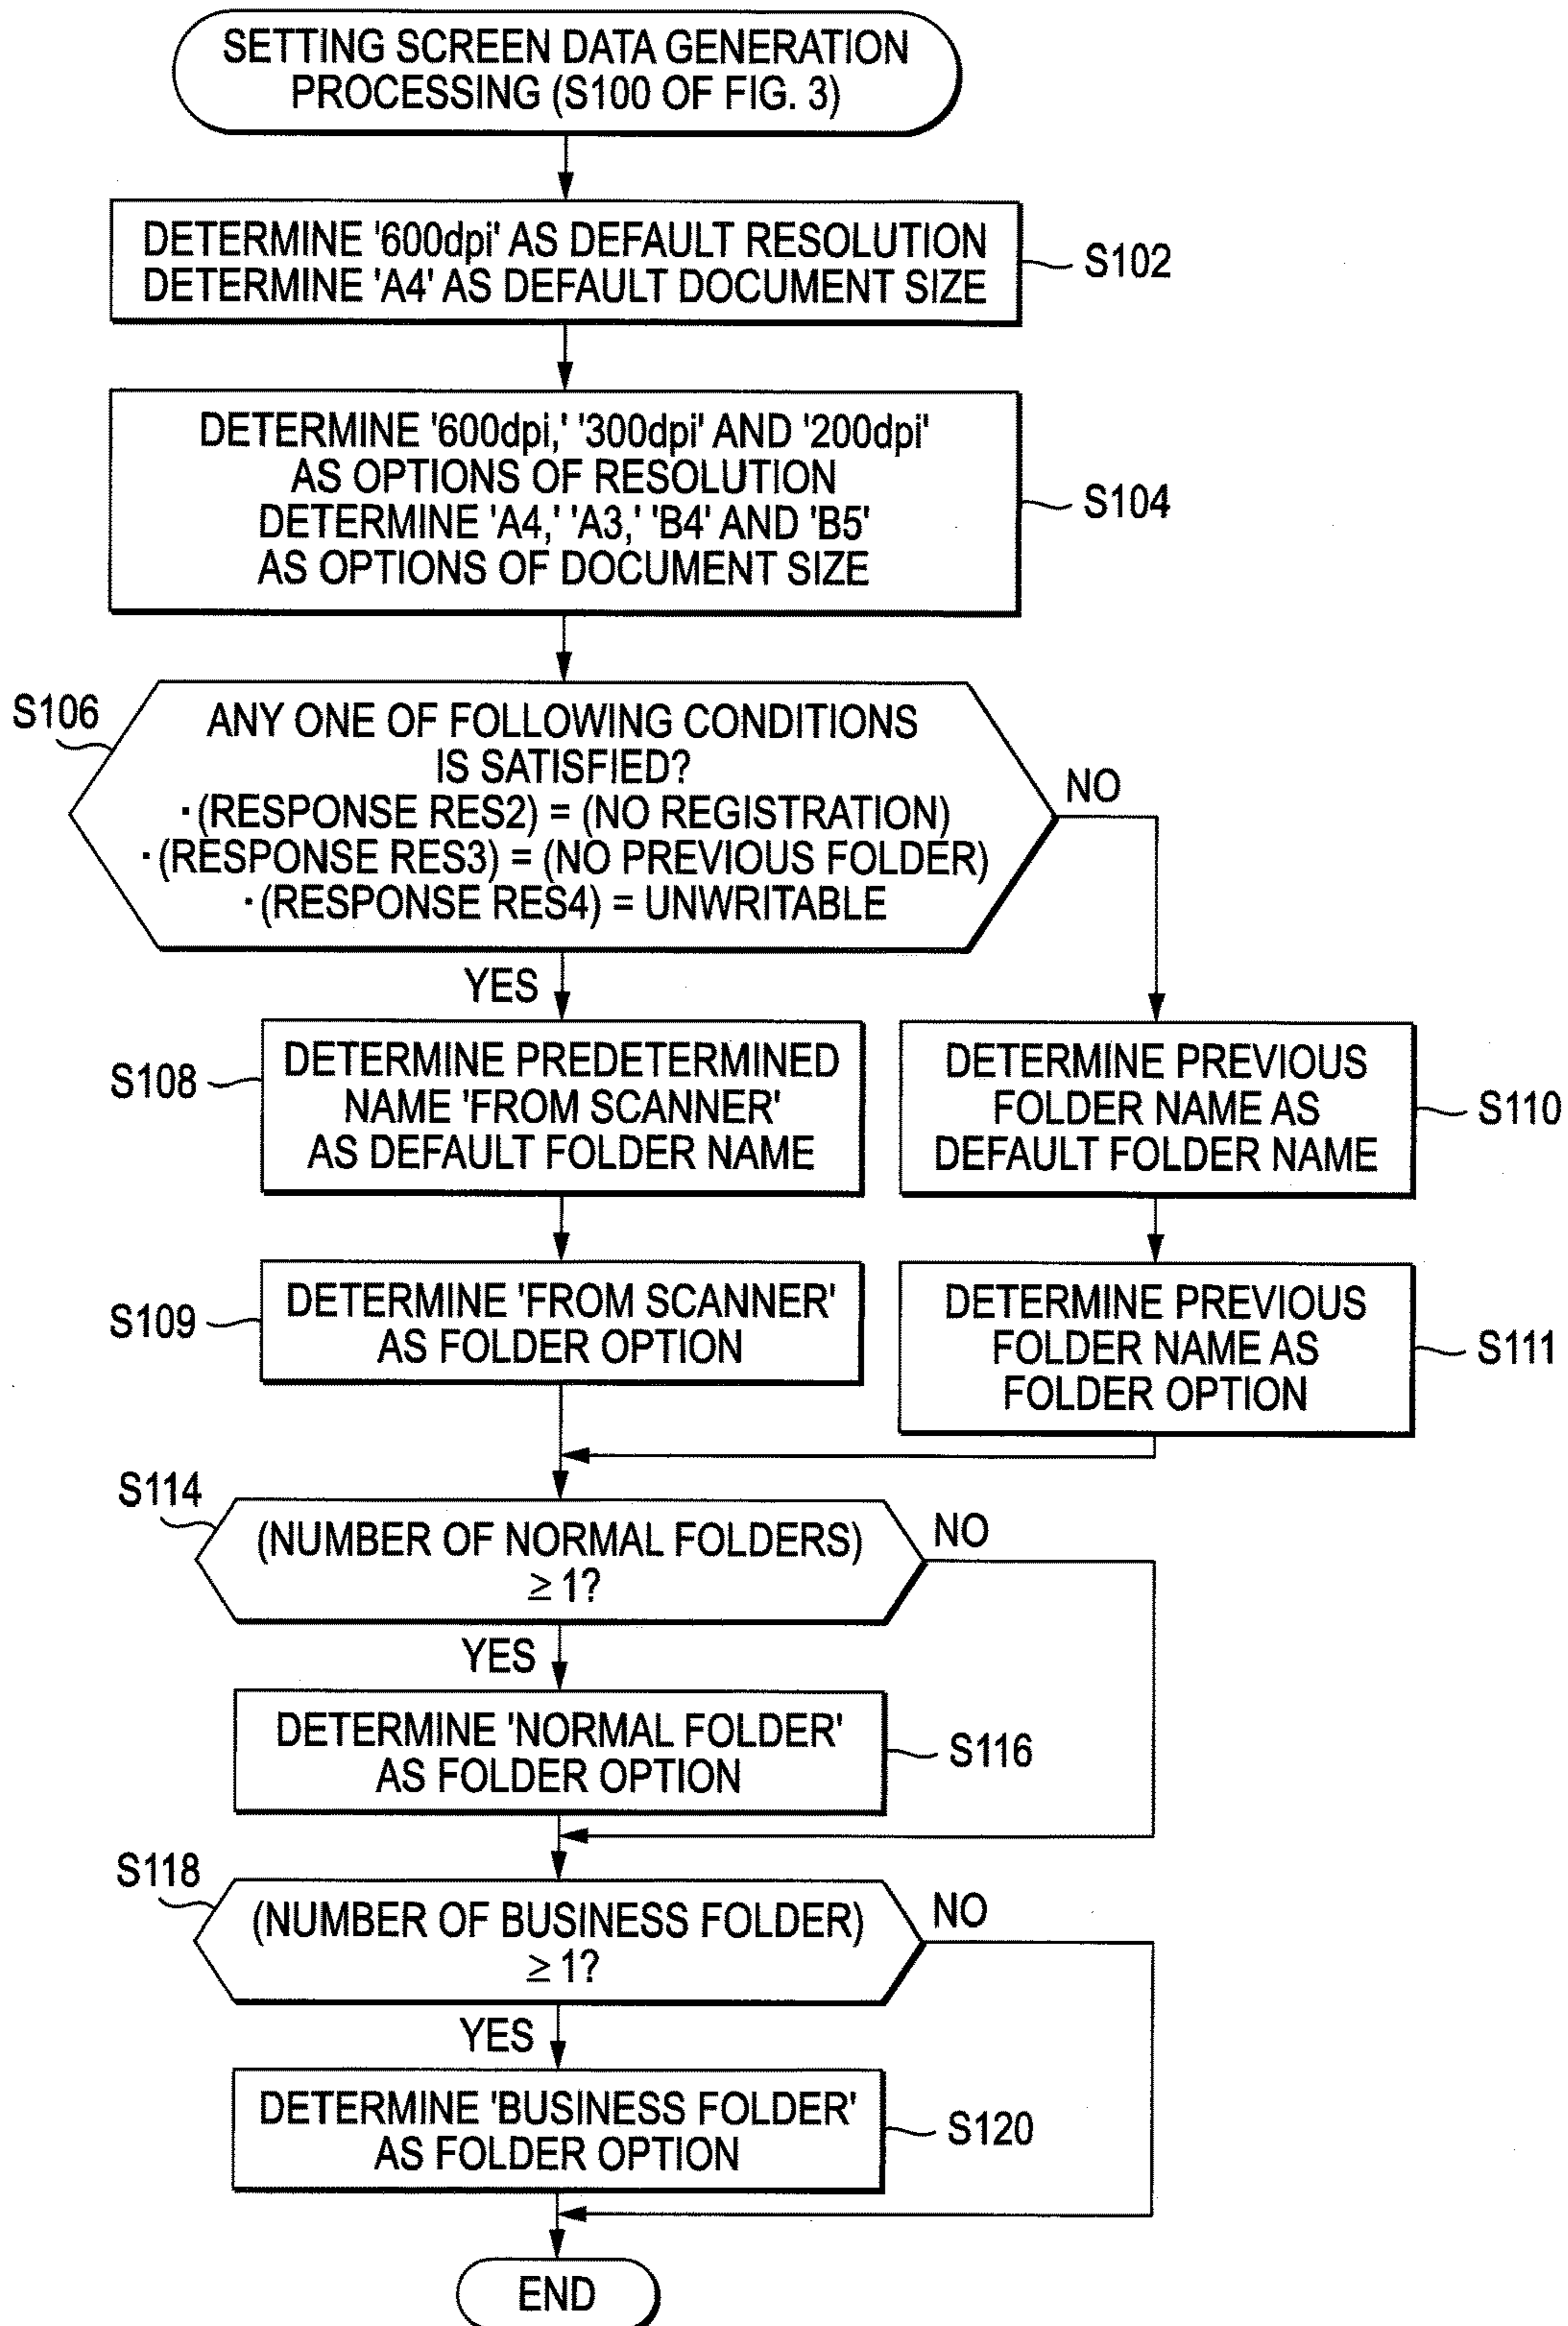 SETTING SCREEN DATA GENERATION
PROCESSING (S100 OF FIG. 3)
DETERMINE '600dpi' AS DEFAULT RESOLUTION
DETERMINE 'A4' AS DEFAULT DOCUMENT SIZE
S102
DETERMINE '600dpi,' '300dpi' AND '200dpi'
AS OPTIONS OF RESOLUTION
DETERMINE 'A4,' 'A3,' 'B4' AND 'B5'
AS OPTIONS OF DOCUMENT SIZE
S104
S106
ANY ONE OF FOLLOWING CONDITIONS
IS SATISFIED?
· (RESPONSE RES2) = (NO REGISTRATION)
· (RESPONSE RES3) = (NO PREVIOUS FOLDER)
· (RESPONSE RES4) = UNWRITABLE
NO
YES
S108
DETERMINE PREDETERMINED
NAME 'FROM SCANNER'
AS DEFAULT FOLDER NAME
DETERMINE PREVIOUS
FOLDER NAME AS
DEFAULT FOLDER NAME
S110
S109
DETERMINE 'FROM SCANNER'
AS FOLDER OPTION
DETERMINE PREVIOUS
FOLDER NAME AS
FOLDER OPTION
S111
S114
(NUMBER OF NORMAL FOLDERS)
≥ 1?
NO
YES
DETERMINE 'NORMAL FOLDER'
AS FOLDER OPTION
S116
S118
(NUMBER OF BUSINESS FOLDER)
≥ 1?
NO
YES
DETERMINE 'BUSINESS FOLDER'
AS FOLDER OPTION
S120
END